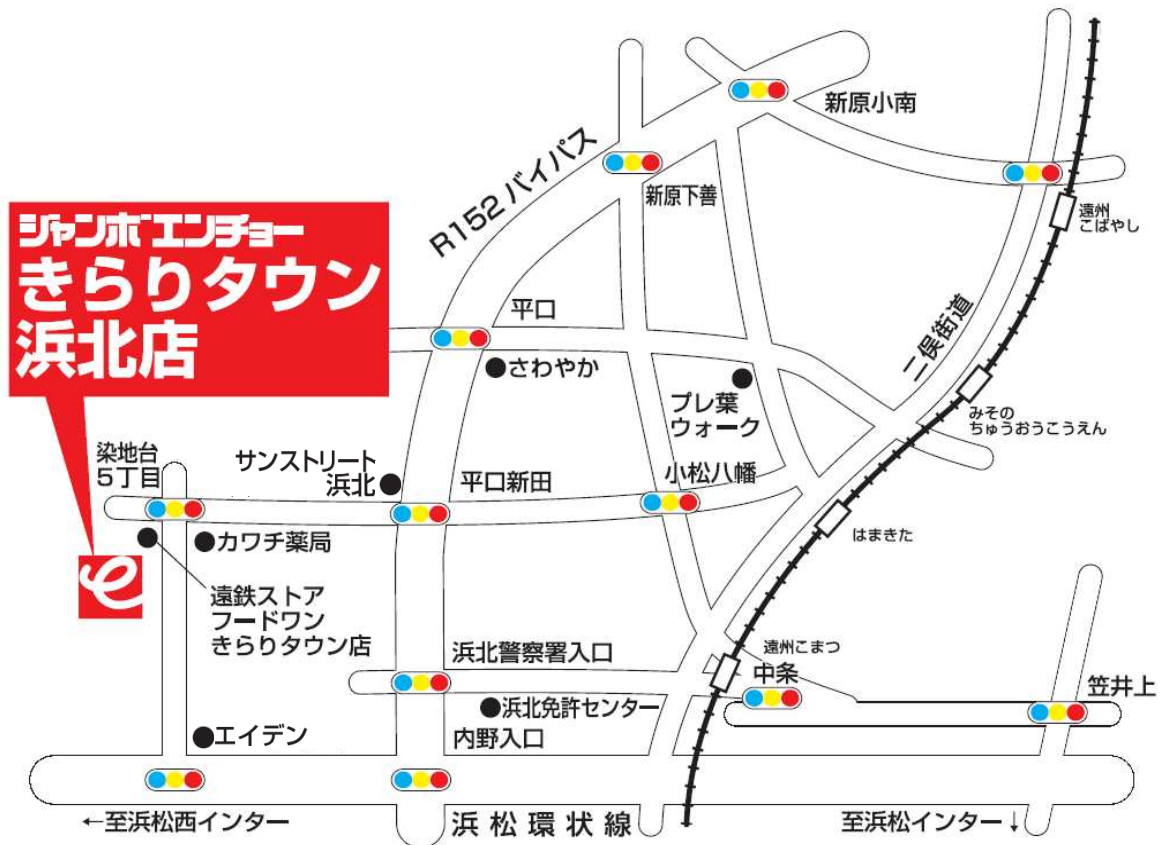 新原小南
R152 バイパス
新原下善
遠州
こばやし
ジャンボエンチョー
きらりタウン
浜北店
平口
さわやか
二俣街道
プレ葉
ウォーク
みその
ちゅうおうこうえん
染地台
5丁目
サンストリート
浜北
平口新田
小松八幡
はまきた
カワチ薬局
遠鉄ストア
フードワン
きらりタウン店
浜北警察署入口
遠州こまつ
中条
笠井上
浜北免許センター
エイデン
内野入口
←至浜松西インター
浜松環状線
至浜松インター↓